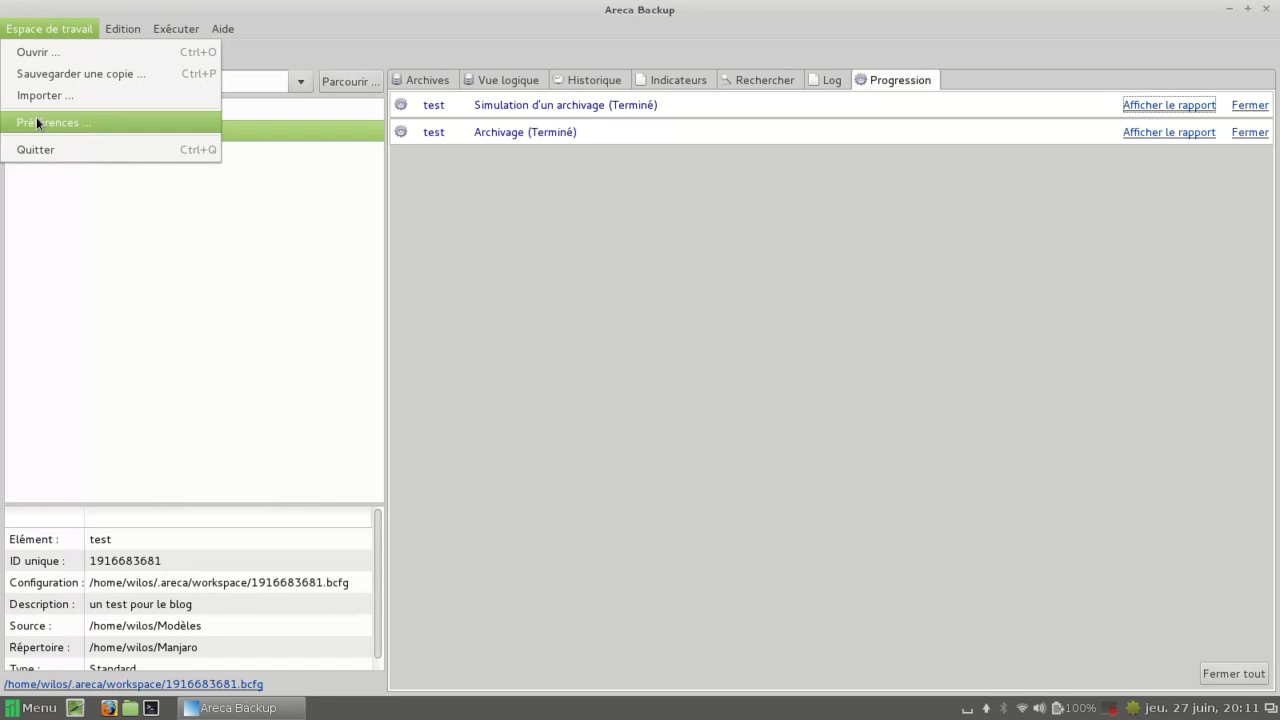 Areca Backup
Espace de travail Edition Exécuter Aide
Ouvrir ... Ctrl+O
Sauvegarder une copie ... Ctrl+P
Importer ...
Préférences ...
Quitter Ctrl+Q
Parcourir ...
Archives Vue logique Historique Indicateurs Rechercher Log Progression
test Simulation d'un archivage (Terminé) Afficher le rapport Fermer
test Archivage (Terminé) Afficher le rapport Fermer
Elément : test
ID unique : 1916683681
Configuration : /home/wilos/.areca/workspace/1916683681.bcfg
Description : un test pour le blog
Source : /home/wilos/Modèles
Répertoire : /home/wilos/Manjaro
Type : Standard
Fermer tout
/home/wilos/.areca/workspace/1916683681.bcfg
Menu Areca Backup 100% jeu. 27 juin, 20:11